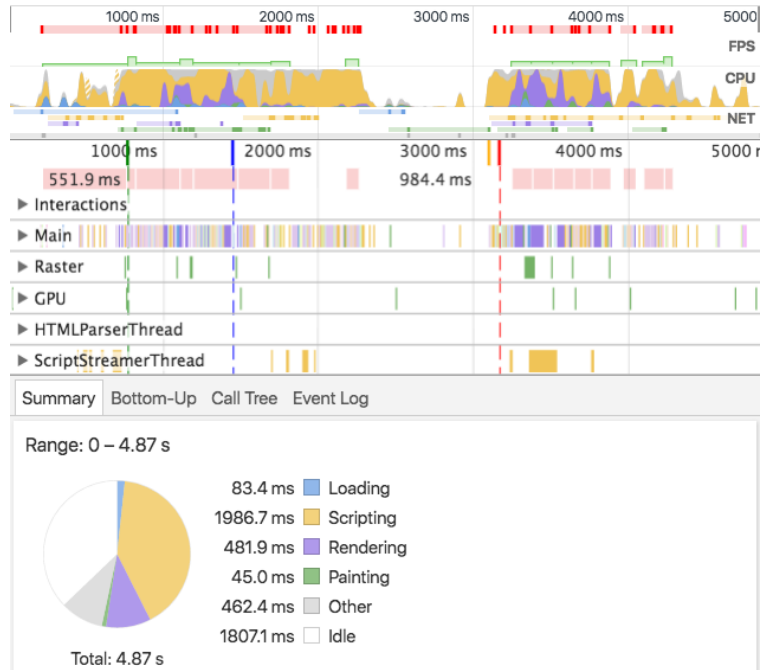 1000 ms 2000 ms 3000 ms 4000 ms 5000
FPS
CPU
NET
1000 ms 2000 ms 3000 ms 4000 ms 5000 r
551.9 ms 984.4 ms
Interactions
Main
Raster
GPU
HTMLParserThread
ScriptStreamerThread
Summary Bottom-Up Call Tree Event Log
Range: 0 – 4.87 s
83.4 ms Loading
1986.7 ms Scripting
481.9 ms Rendering
45.0 ms Painting
462.4 ms Other
1807.1 ms Idle
Total: 4.87 s